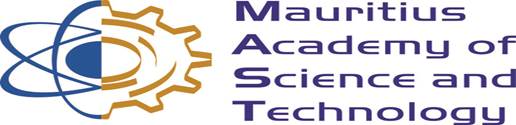 Mauritius
Academy of
Science and
Technology